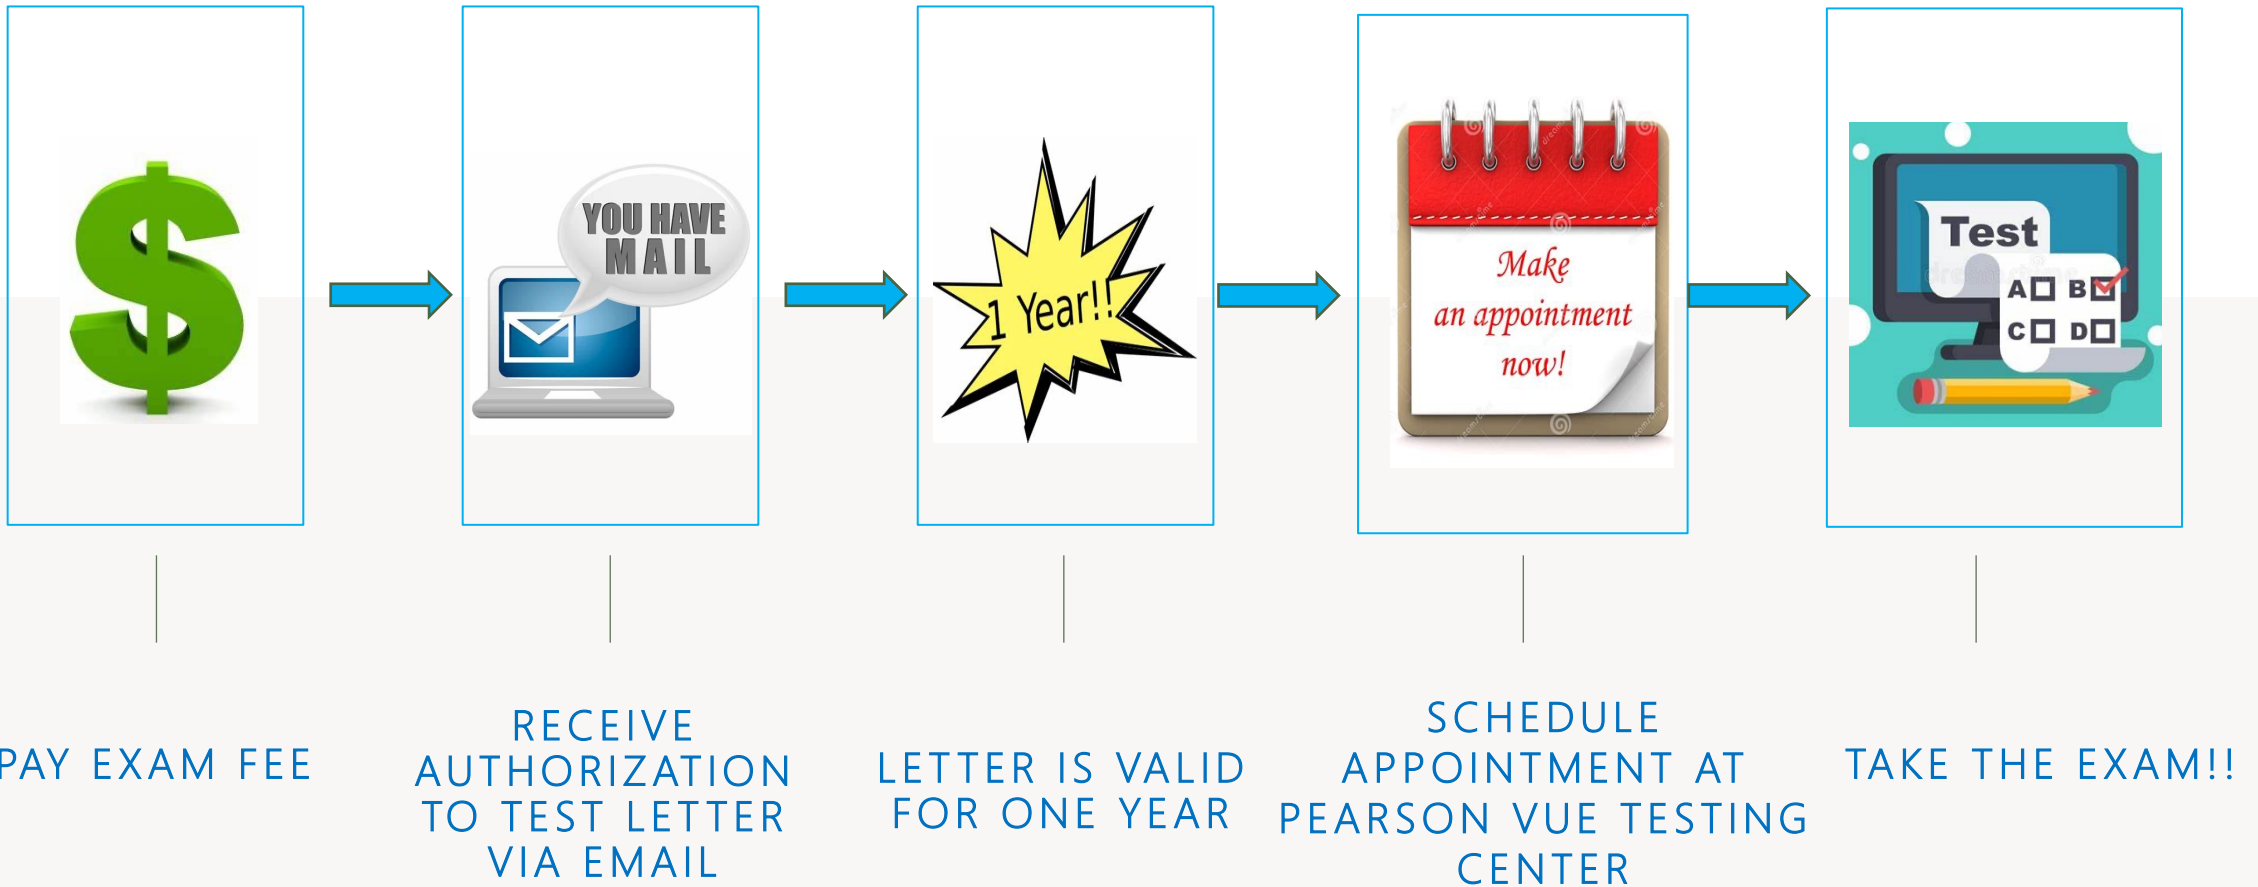 YOU HAVE
MAIL
1 Year!!
Make
an appointment
now!
Test
A B
C D
PAY EXAM FEE
RECEIVE
AUTHORIZATION
TO TEST LETTER
VIA EMAIL
LETTER IS VALID
FOR ONE YEAR
SCHEDULE
APPOINTMENT AT
PEARSON VUE TESTING
CENTER
TAKE THE EXAM!!